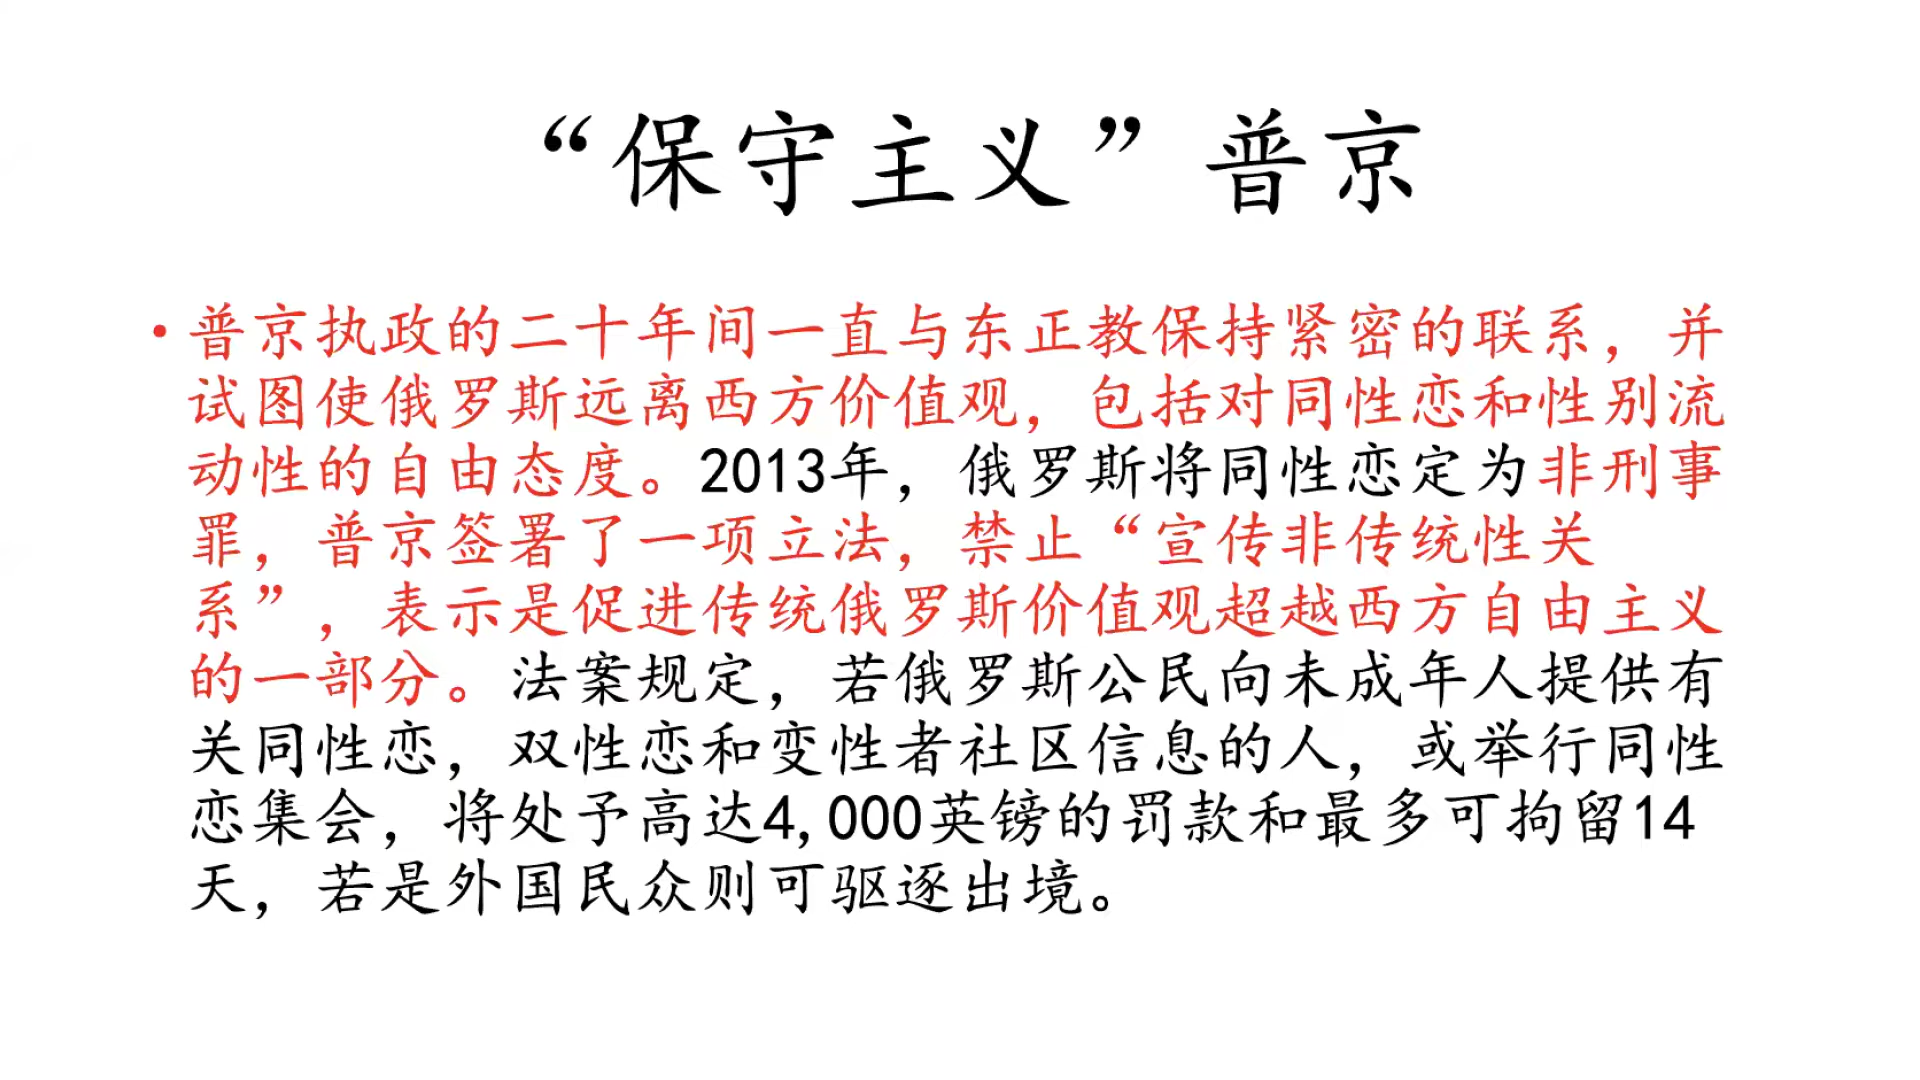 “保守主义”普京
• 普京执政的二十年间一直与东正教保持紧密的联系，并
试图使俄罗斯远离西方价值观，包括对同性恋和性别流
动性的自由态度。2013年，俄罗斯将同性恋定为非刑事
罪，普京签署了一项立法，禁止“宣传非传统性关
系”，表示是促进传统俄罗斯价值观超越西方自由主义
的一部分。法案规定，若俄罗斯公民向未成年人提供有
关同性恋，双性恋和变性者社区信息的人，或举行同性
恋集会，将处予高达4,000英镑的罚款和最多可拘留14
天，若是外国民众则可驱逐出境。